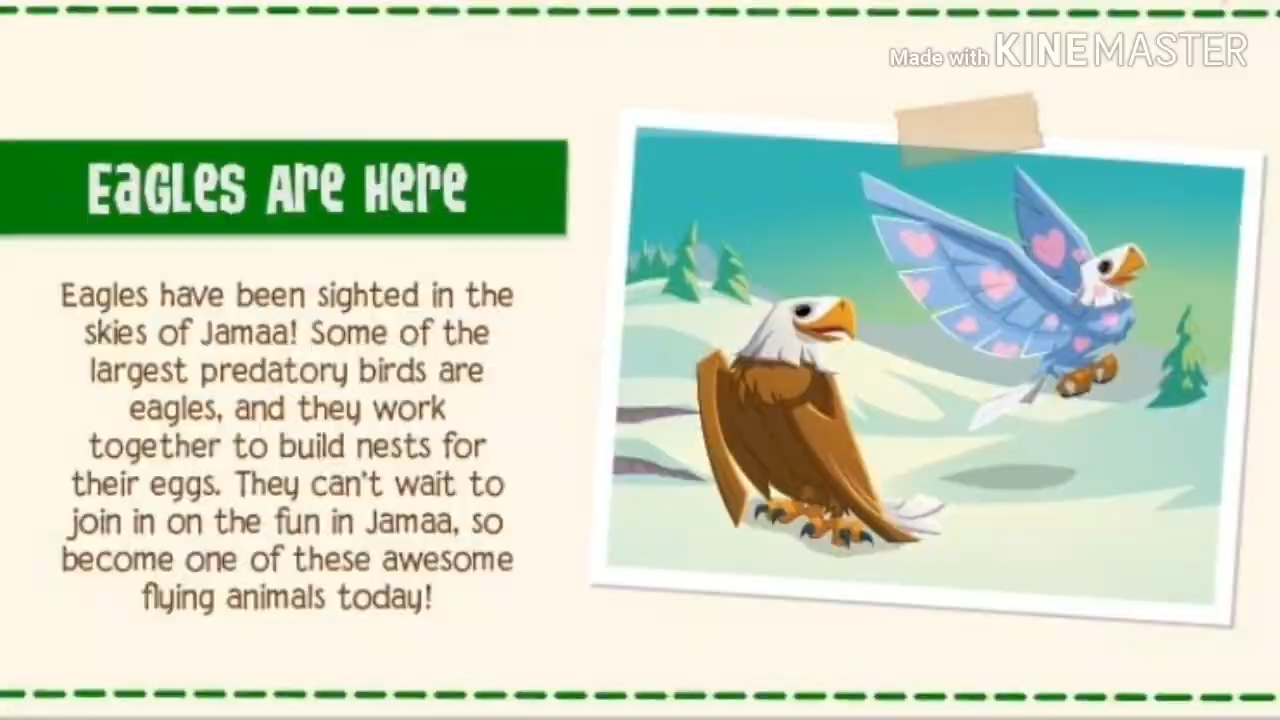 Made with KINEMASTER
Eagles Are Here
Eagles have been sighted in the
skies of Jamaa! Some of the
largest predatory birds are
eagles, and they work
together to build nests for
their eggs. They can't wait to
join in on the fun in Jamaa, so
become one of these awesome
flying animals today!